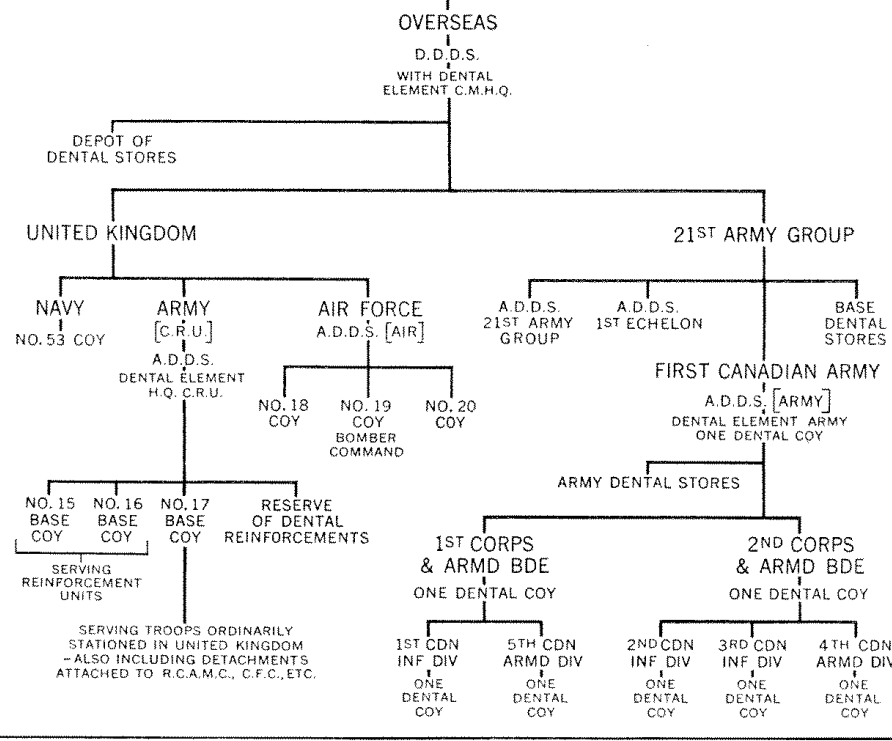 OVERSEAS
D.D.D.S.
WITH DENTAL
ELEMENT C.M.H.Q.
DEPOT OF
DENTAL STORES
UNITED KINGDOM
21ST ARMY GROUP
NAVY
NO. 53 COY
ARMY
[C.R.U.]
A.D.D.S.
DENTAL ELEMENT
H.Q. C.R.U.
AIR FORCE
A.D.D.S. [AIR]
NO. 18
COY
NO. 19
COY
BOMBER
COMMAND
NO. 20
COY
A.D.D.S.
21ST ARMY
GROUP
A.D.D.S.
1ST ECHELON
BASE
DENTAL
STORES
FIRST CANADIAN ARMY
A.D.D.S. [ARMY]
DENTAL ELEMENT ARMY
ONE DENTAL COY
ARMY DENTAL STORES
NO. 15
BASE
COY
NO. 16
BASE
COY
NO. 17
BASE
COY
RESERVE
OF DENTAL
REINFORCEMENTS
SERVING
REINFORCEMENT
UNITS
SERVING TROOPS ORDINARILY
STATIONED IN UNITED KINGDOM
- ALSO INCLUDING DETACHMENTS
ATTACHED TO R.C.A.M.C., C.F.C., ETC.
1ST CORPS
& ARMD BDE
ONE DENTAL COY
2ND CORPS
& ARMD BDE
ONE DENTAL COY
1ST CDN
INF DIV
ONE
DENTAL
COY
5TH CDN
ARMD DIV
ONE
DENTAL
COY
2ND CDN
INF DIV
ONE
DENTAL
COY
3RD CDN
INF DIV
ONE
DENTAL
COY
4TH CDN
ARMD DIV
ONE
DENTAL
COY